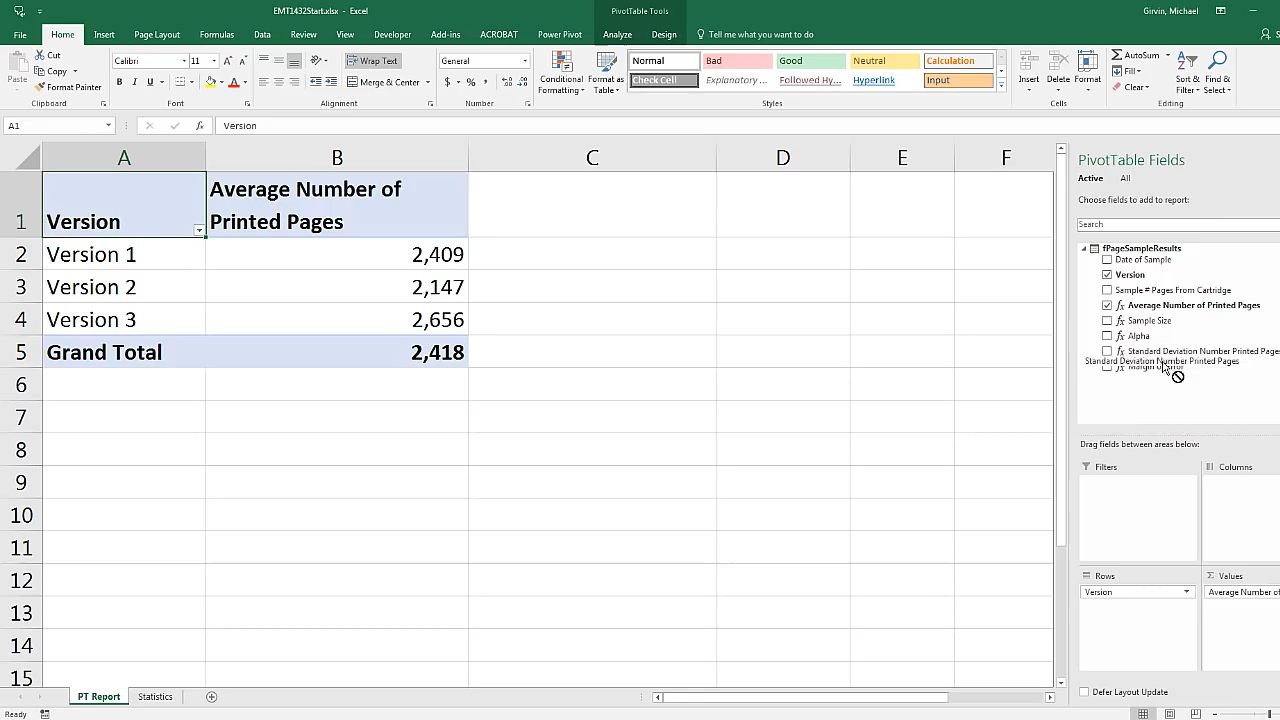 EMT1432Start.xlsx - Excel
PivotTable Tools
Girvin, Michael
File Home Insert Page Layout Formulas Data Review View Developer Add-ins ACROBAT Power Pivot Analyze Design Tell me what you want to do
Paste
Cut
Copy
Format Painter
Clipboard
Calibri 11
B I U
Font
Wrap Text
Merge & Center
Alignment
General
$ % ,
Number
Conditional Formatting
Format as Table
Normal Bad Good Neutral Calculation
Check Cell Explanatory ... Followed Hy... Hyperlink Input
Styles
Insert Delete Format
Cells
AutoSum
Fill
Clear
Sort & Filter
Find & Select
Editing
A1 fx Version
A B C D E F
1 Version Average Number of
Printed Pages
2 Version 1 2,409
3 Version 2 2,147
4 Version 3 2,656
5 Grand Total 2,418
6
7
8
9
10
11
12
13
14
15
PivotTable Fields
Active All
Choose fields to add to report:
Search
fPageSampleResults
Date of Sample
Version
Sample # Pages From Cartridge
fx Average Number of Printed Pages
fx Sample Size
fx Alpha
fx Standard Deviation Number Printed Pages
Standard Deviation Number Printed Pages
fx Margin of Error
Drag fields between areas below:
Filters Columns
Rows Σ Values
Version Average Number of
Defer Layout Update
PT Report Statistics
Ready